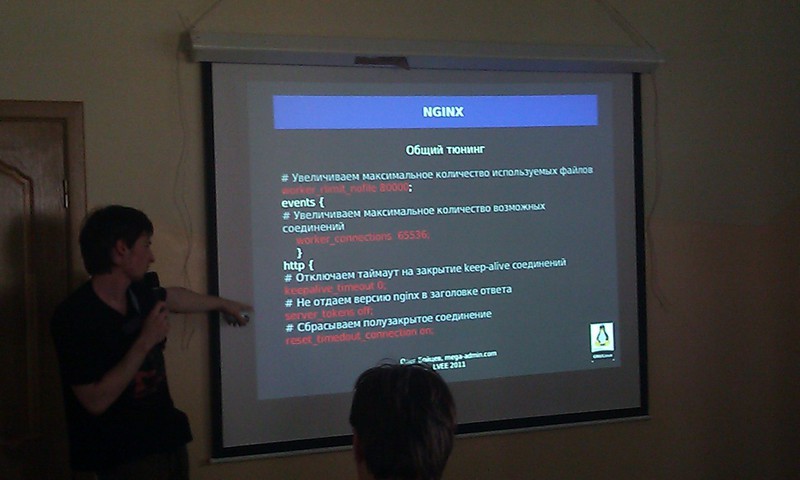 NGINX
Общий тюнинг
# Увеличиваем максимальное количество используемых файлов
worker_rlimit_nofile 80000;
events {
# Увеличиваем максимальное количество возможных
соединений
worker_connections 65536;
}
http {
# Отключаем таймаут на закрытие keep-alive соединений
keepalive_timeout 0;
# Не отдаем версию nginx в заголовке ответа
server_tokens off;
# Сбрасываем полузакрытое соединение
reset_timedout_connection on;
mega-admin.com
LVEE 2011